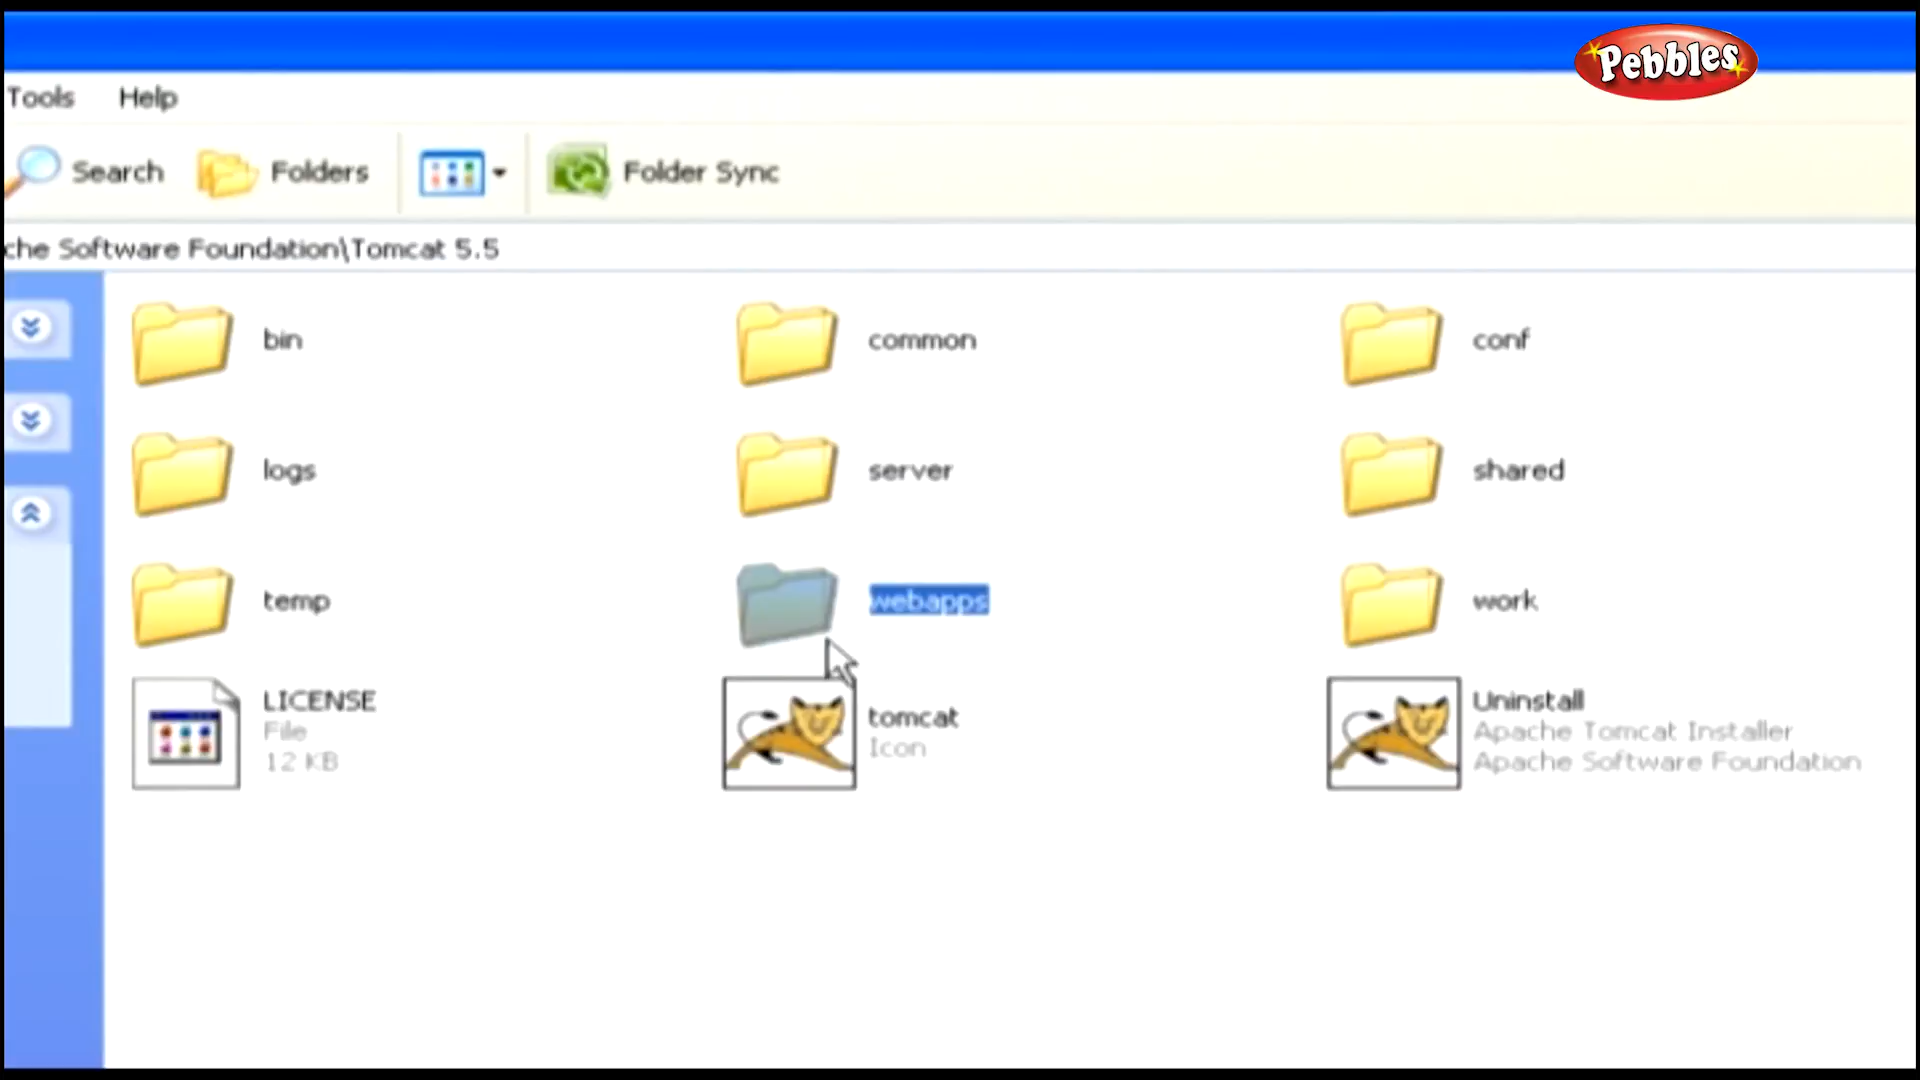 Pebbles
Tools Help
Search Folders Folder Sync
che Software Foundation\Tomcat 5.5
bin common conf
logs server shared
temp webapps work
LICENSE
File
12 KB
tomcat
Icon
Uninstall
Apache Tomcat Installer
Apache Software Foundation